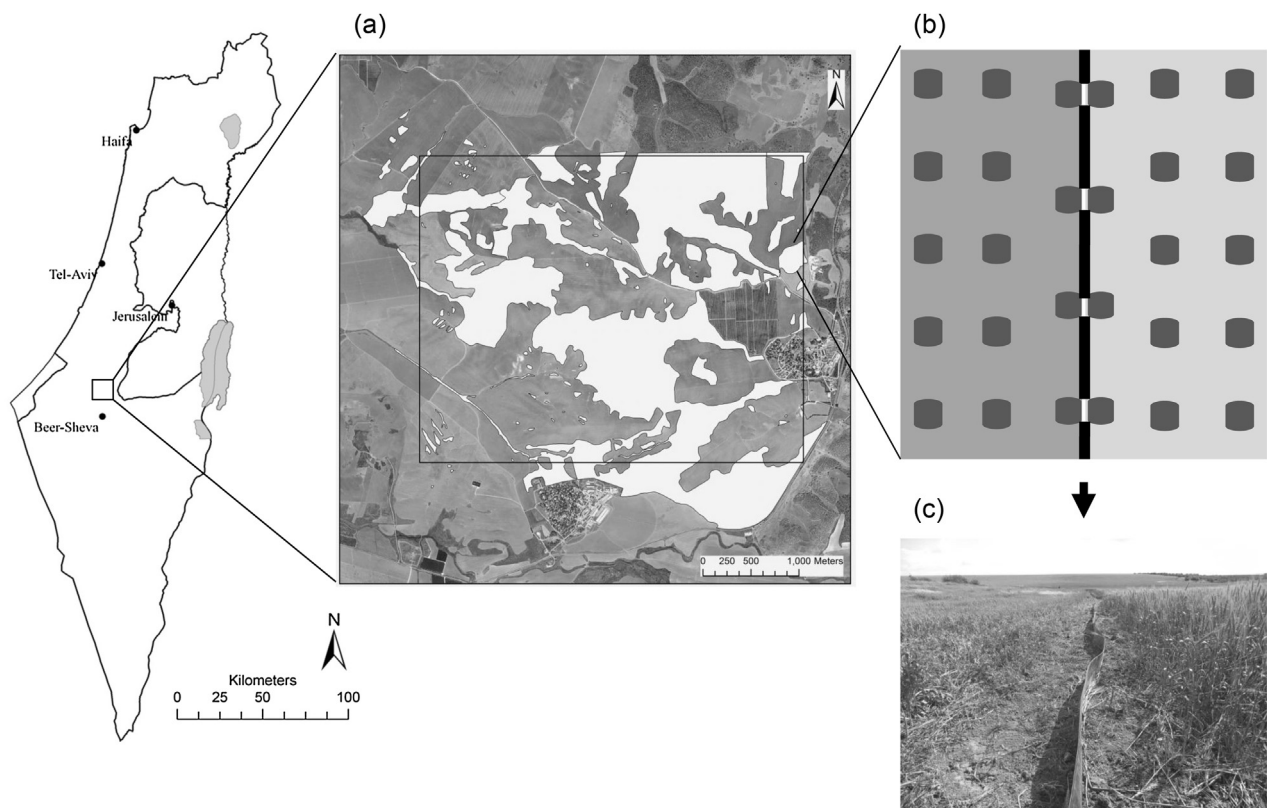 (a)
(b)
Haifa
Tel-Aviv
Jerusalem
Beer-Sheva
N
0 250 500 1,000 Meters
N
Kilometers
0 25 50 100
(c)